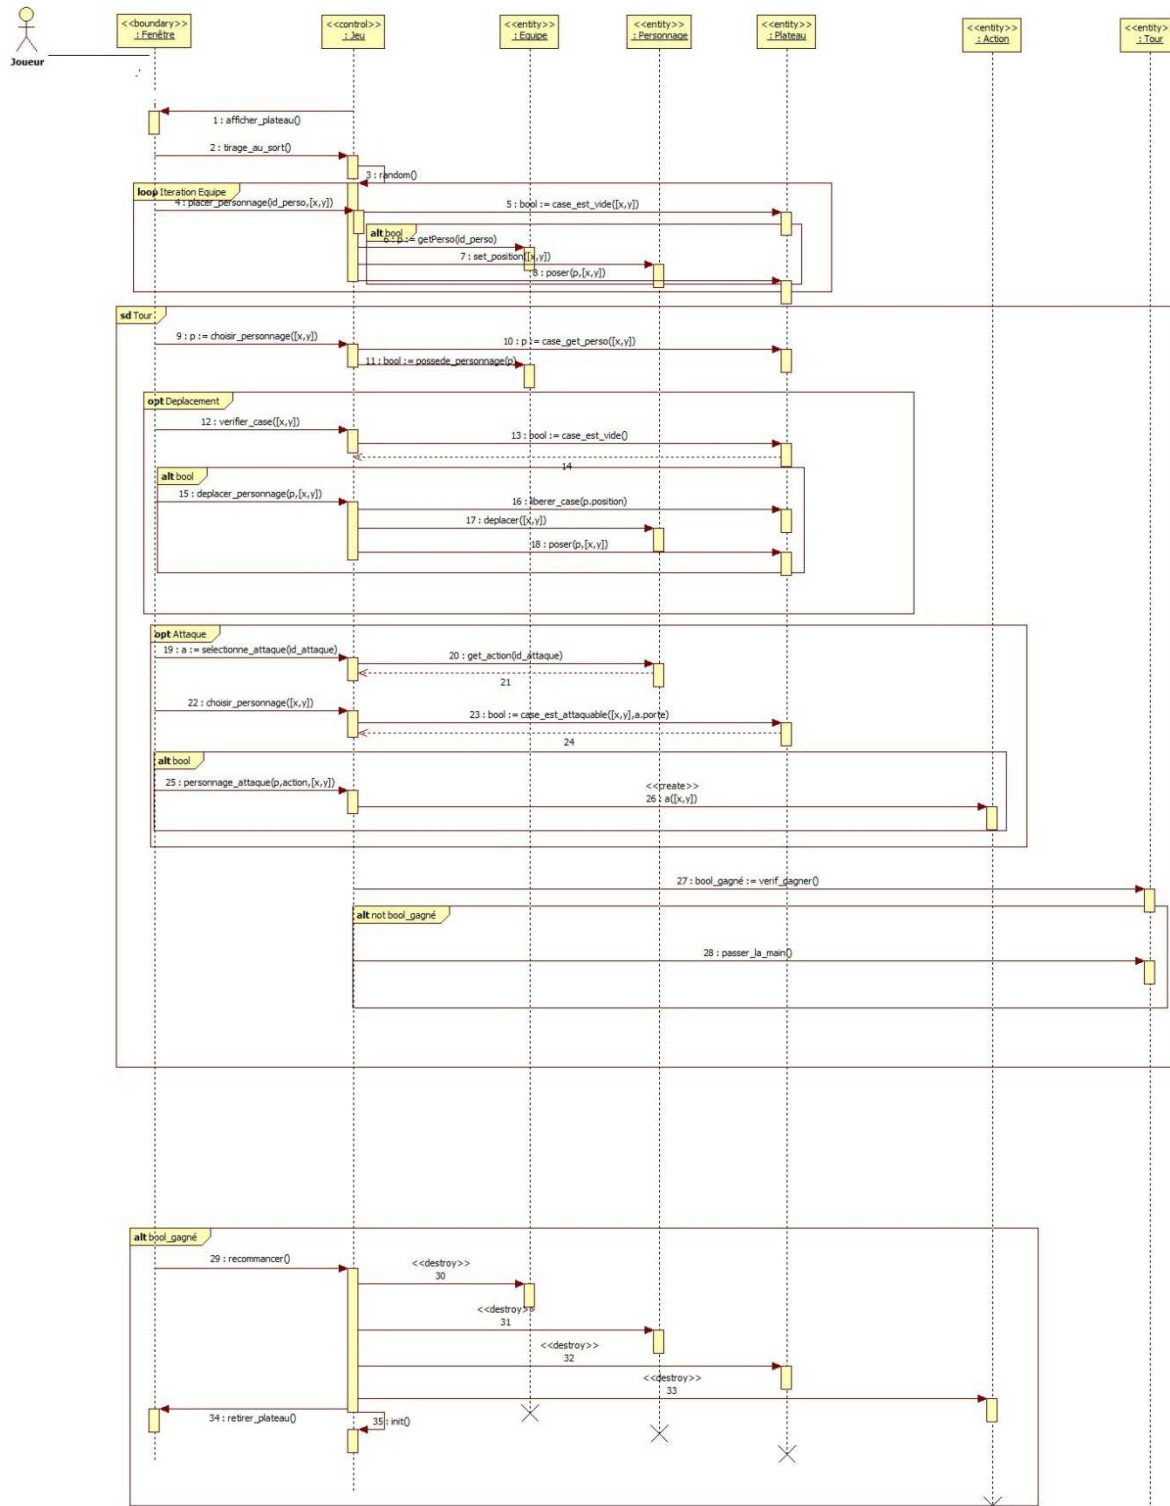 Joueur
<<boundary>>
: Fenêtre
<<control>>
: Jeu
<<entity>>
: Equipe
<<entity>>
: Personnage
<<entity>>
: Plateau
<<entity>>
: Action
<<entity>>
: Tour
1 : afficher_plateau()
2 : tirage_au_sort()
3 : random()
loop Iteration Equipe
4 : placer_personnage(id_perso,[x,y])
5 : bool := case_est_vide([x,y])
alt bool
6 : p := getPerso(id_perso)
7 : set_position([x,y])
8 : poser(p,[x,y])
sd Tour
9 : p := choisir_personnage([x,y])
10 : p := case_get_perso([x,y])
11 : bool := possede_personnage(p)
opt Deplacement
12 : verifier_case([x,y])
13 : bool := case_est_vide()
14
alt bool
15 : deplacer_personnage(p,[x,y])
16 : liberer_case(p.position)
17 : deplacer([x,y])
18 : poser(p,[x,y])
opt Attaque
19 : a := selectionne_attaque(id_attaque)
20 : get_action(id_attaque)
21
22 : choisir_personnage([x,y])
23 : bool := case_est_attaquable([x,y],a.porte)
24
alt bool
25 : personnage_attaque(p,action,[x,y])
<<create>>
26 : a([x,y])
27 : bool_gagné := verif_gagner()
alt not bool_gagné
28 : passer_la_main()
alt bool_gagné
29 : recommancer()
<<destroy>>
30
<<destroy>>
31
<<destroy>>
32
<<destroy>>
33
34 : retirer_plateau()
35 : init()